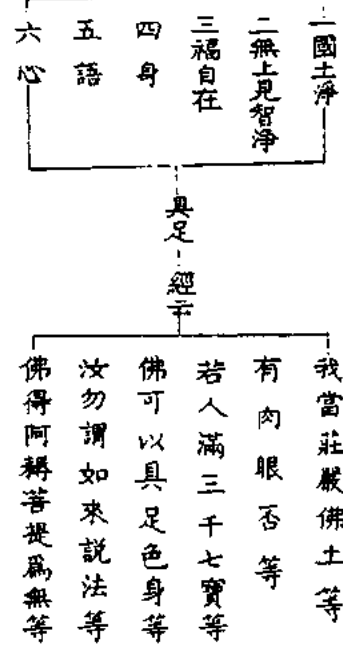 一國土淨
二無上見智淨
三福自在
四身
五語
六心
具足
經云
我當莊嚴佛土等
有肉眼否等
若人滿三千七寶等
佛可以具足色身等
汝勿謂如來説法等
佛得阿耨菩提爲無等